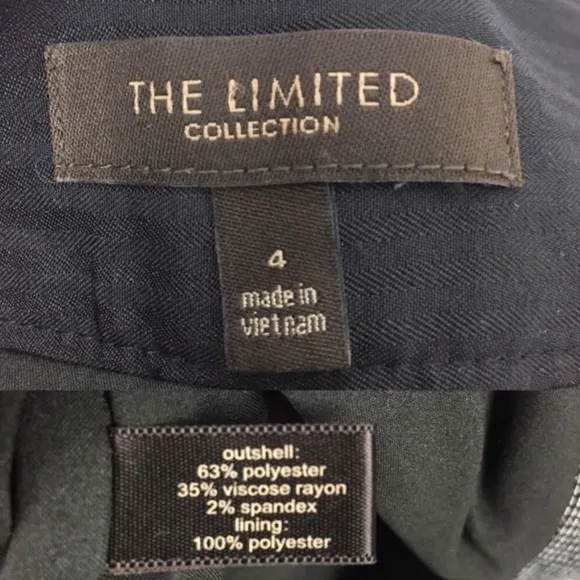 THE LIMITED
COLLECTION
4
made in
vietnam
outshell:
63% polyester
35% viscose rayon
2% spandex
lining:
100% polyester